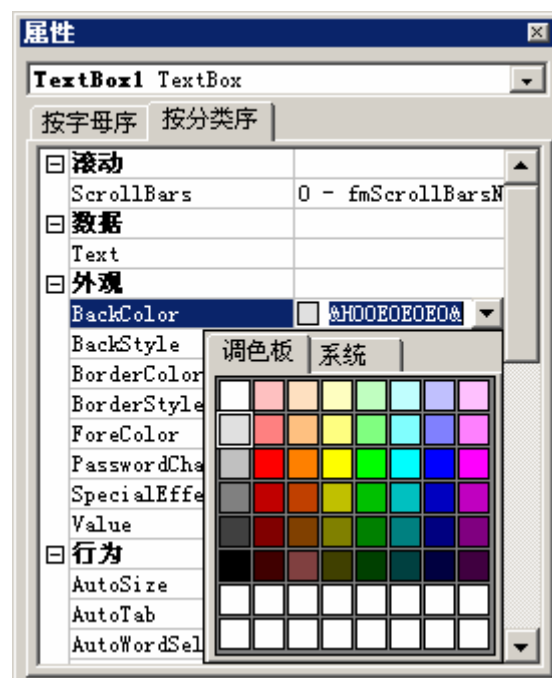 属性
TextBox1 TextBox
按字母序 按分类序
滚动
ScrollBars 0 - fmScrollBarsN
数据
Text
外观
BackColor &H00E0E0E0&
BackStyle
调色板 系统
BorderColor
BorderStyle
ForeColor
PasswordCha
SpecialEffe
Value
行为
AutoSize
AutoTab
AutoWordSel